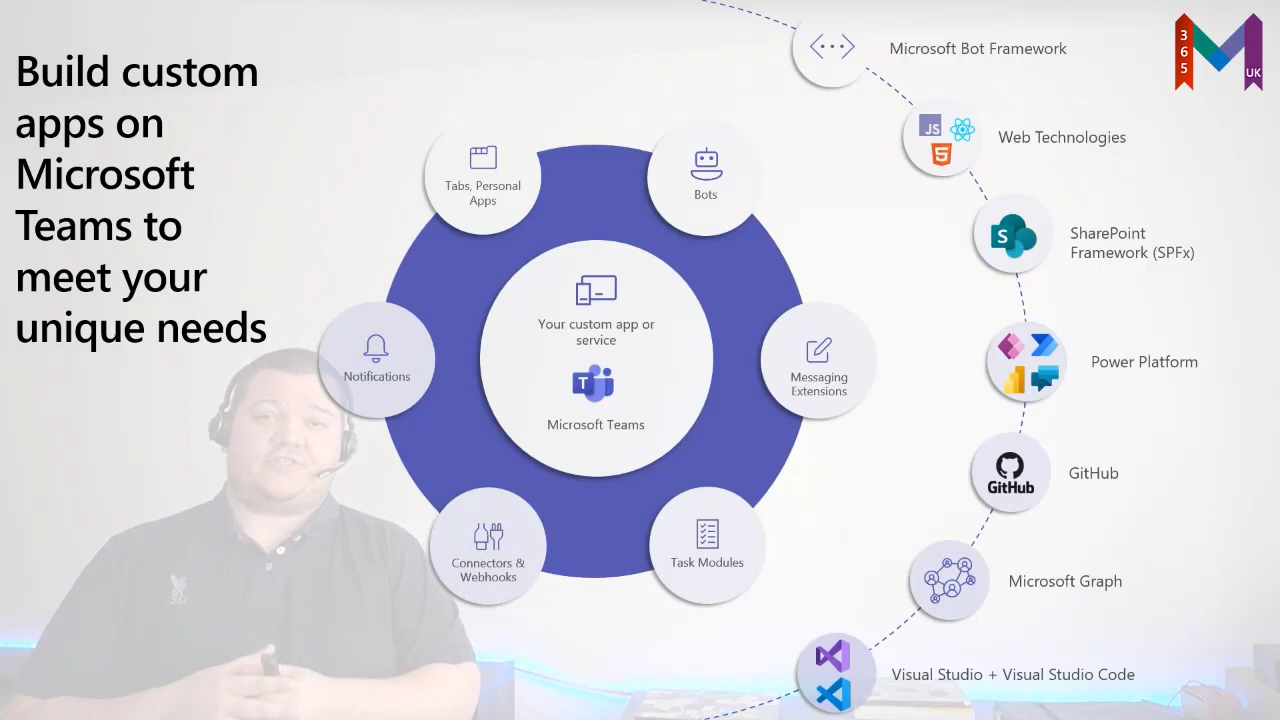 Build custom
apps on
Microsoft
Teams to
meet your
unique needs
Tabs, Personal
Apps
Bots
Notifications
Your custom app or
service
T
Microsoft Teams
Messaging
Extensions
Connectors &
Webhooks
Task Modules
Microsoft Bot Framework
JS
5
Web Technologies
S
SharePoint
Framework (SPFx)
Power Platform
GitHub
GitHub
Microsoft Graph
Visual Studio + Visual Studio Code
3
6
5
UK